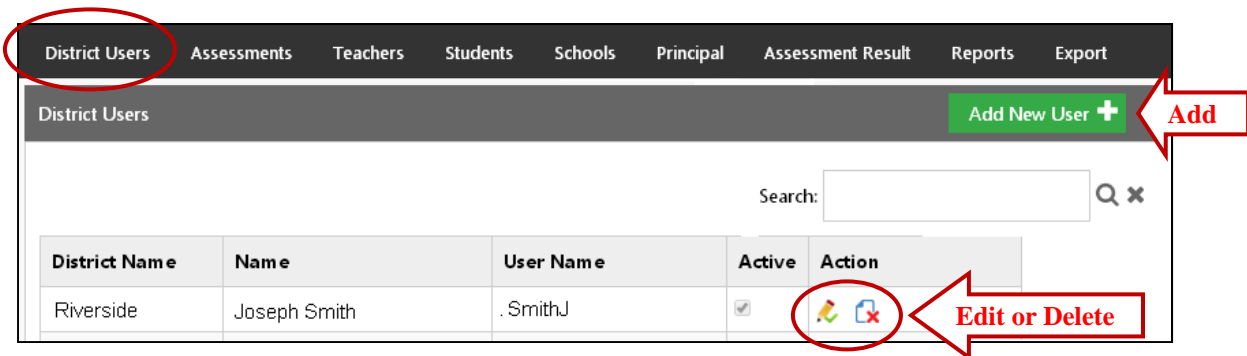 District Users Assessments Teachers Students Schools Principal Assessment Result Reports Export
District Users Add New User Add
Search:
District Name Name User Name Active Action
Riverside Joseph Smith . SmithJ Edit or Delete